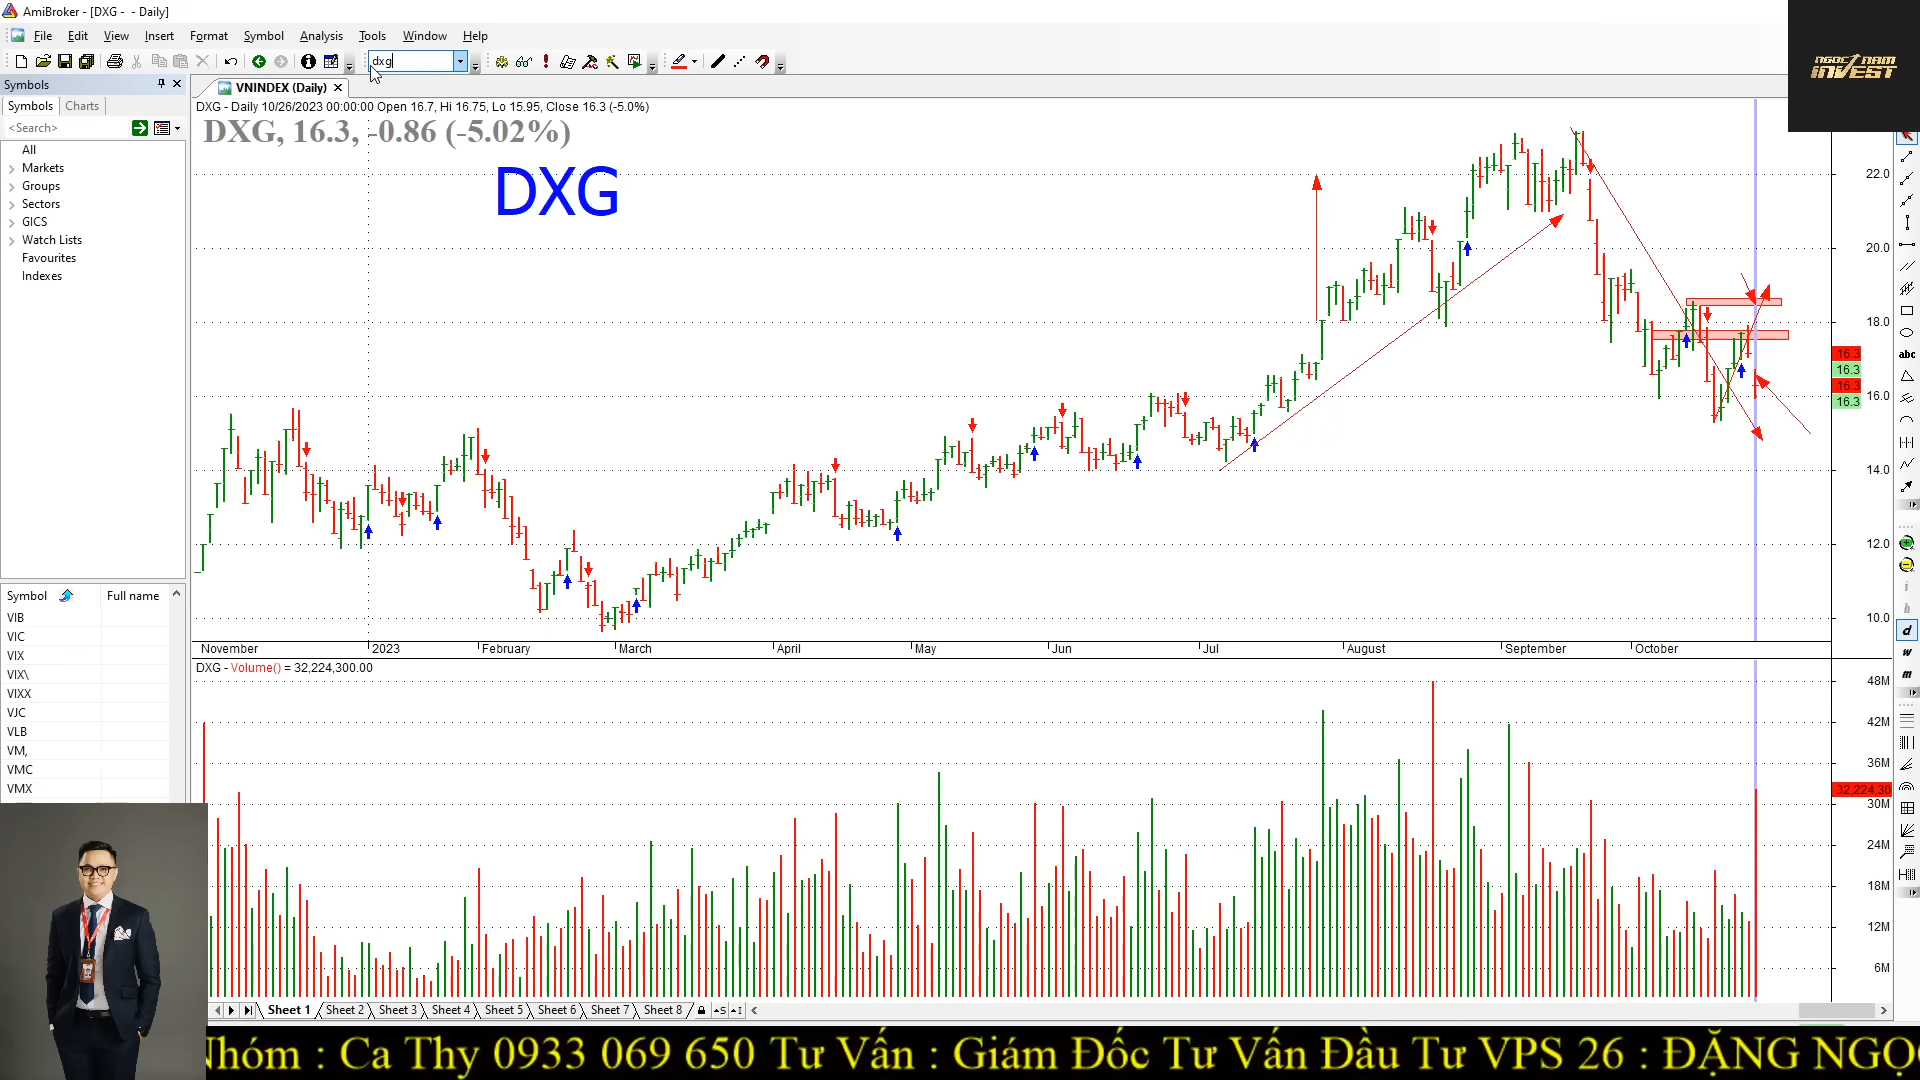 AmiBroker - [DXG - - Daily]
File Edit View Insert Format Symbol Analysis Tools Window Help
dxg
NGOC NAM
INVEST
Symbols
VNINDEX (Daily)
Symbols Charts
<Search>
All
Markets
Groups
Sectors
GICS
Watch Lists
Favourites
Indexes
DXG - Daily 10/26/2023 00:00:00 Open 16.7, Hi 16.75, Lo 15.95, Close 16.3 (-5.0%)
DXG, 16.3, -0.86 (-5.02%)
DXG
22.0
20.0
18.0
16.3
16.3
16.3
16.3
16.0
14.0
12.0
10.0
November 2023 February March April May Jun Jul August September October
Symbol Full name
VIB
VIC
VIX
VIX\
VIXX
VJC
VLB
VM,
VMC
VMX
DXG - Volume() = 32,224,300.00
48M
42M
36M
32,224,30
30M
24M
18M
12M
6M
abc
d
w
m
Sheet 1 Sheet 2 Sheet 3 Sheet 4 Sheet 5 Sheet 6 Sheet 7 Sheet 8
Nhóm : Ca Thy 0933 069 650 Tư Vấn : Giám Đốc Tư Vấn Đầu Tư VPS 26 : ĐẶNG NGỌC